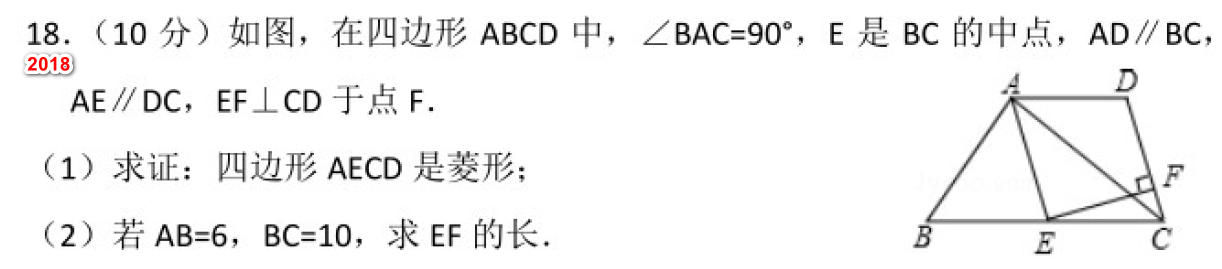 18.（10 分）如图，在四边形 ABCD 中，∠BAC=90°，E 是 BC 的中点，AD∥BC，
2018
AE∥DC，EF⊥CD 于点 F.
（1）求证：四边形 AECD 是菱形；
（2）若 AB=6，BC=10，求 EF 的长.
A D
F
B E C